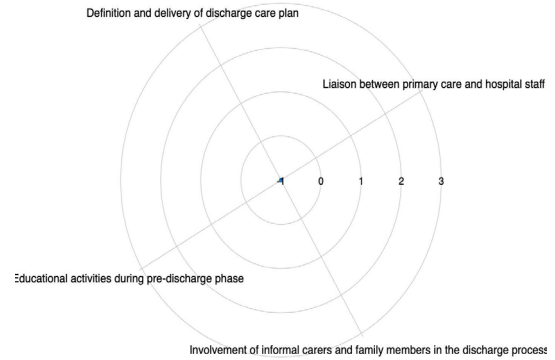 Definition and delivery of discharge care plan
Liaison between primary care and hospital staff
-1 0 1 2 3
Educational activities during pre-discharge phase
Involvement of informal carers and family members in the discharge process